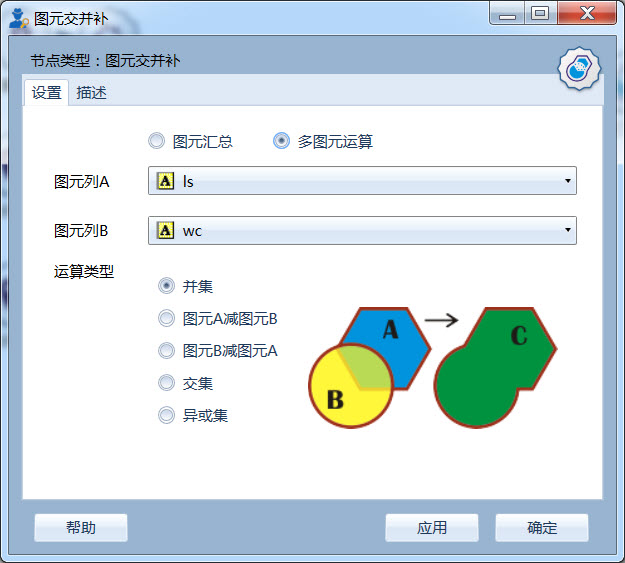 图元交并补
节点类型：图元交并补
设置 描述
图元汇总 多图元运算
图元列A A ls
图元列B A wc
运算类型
并集
图元A减图元B
图元B减图元A
交集
异或集
A
B
C
帮助 应用 确定